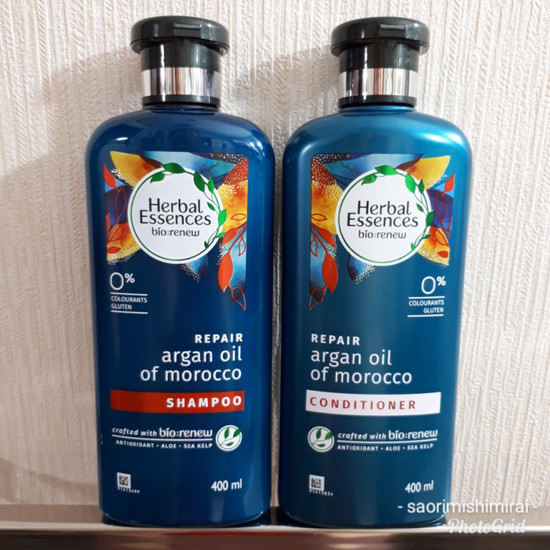 Herbal
Essences
bio:renew
0%
COLOURANTS
GLUTEN
REPAIR
argan oil
of morocco
SHAMPOO
crafted with bio:renew
ANTIOXIDANT • ALOE • SEA KELP
400 ml
Herbal
Essences
bio:renew
0%
COLOURANTS
GLUTEN
REPAIR
argan oil
of morocco
CONDITIONER
crafted with bio:renew
ANTIOXIDANT • ALOE • SEA KELP
400 ml
- saorimishimirai
PhotoGrid